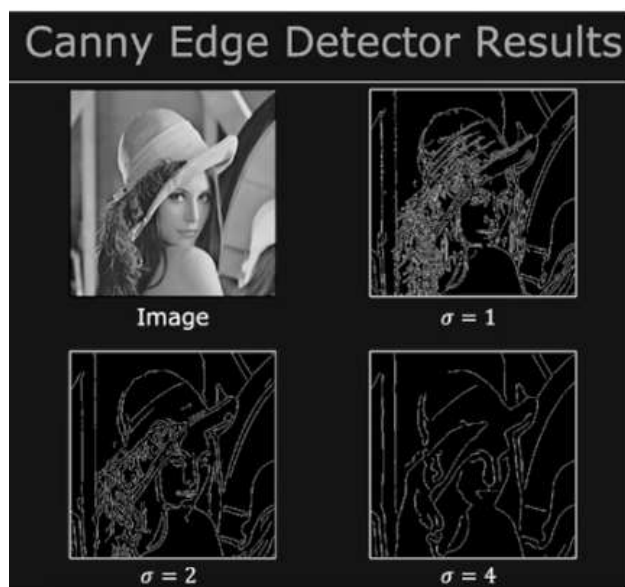 Canny Edge Detector Results
Image
σ = 1
σ = 2
σ = 4